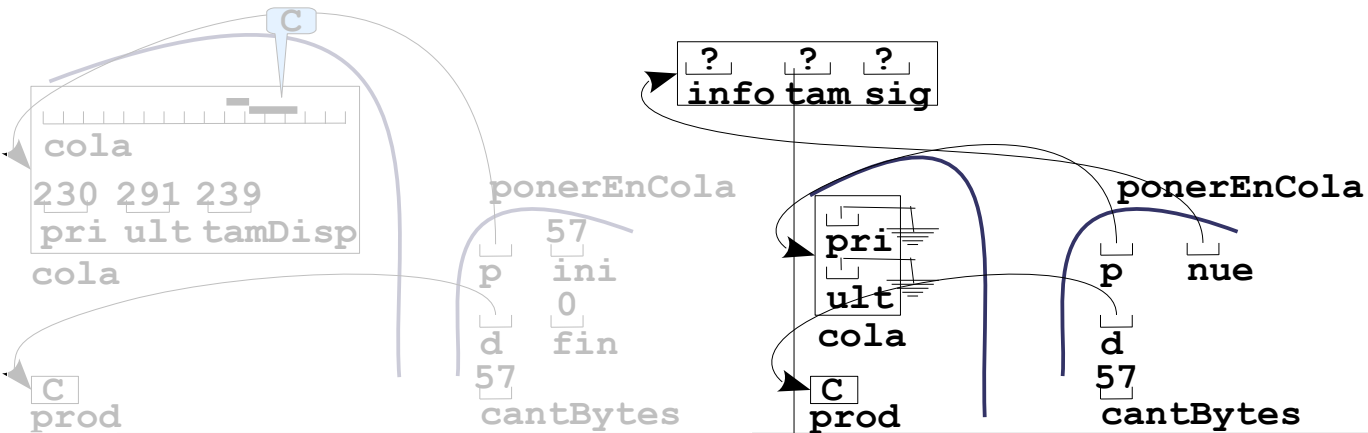 C
cola
230 291 239
pri ult tamDisp
cola
ponerEnCola
57
p ini
0
d fin
57
cantBytes
C
prod
? ? ?
info tam sig
ponerEnCola
pri
p nue
ult
cola
d
57
cantBytes
C
prod